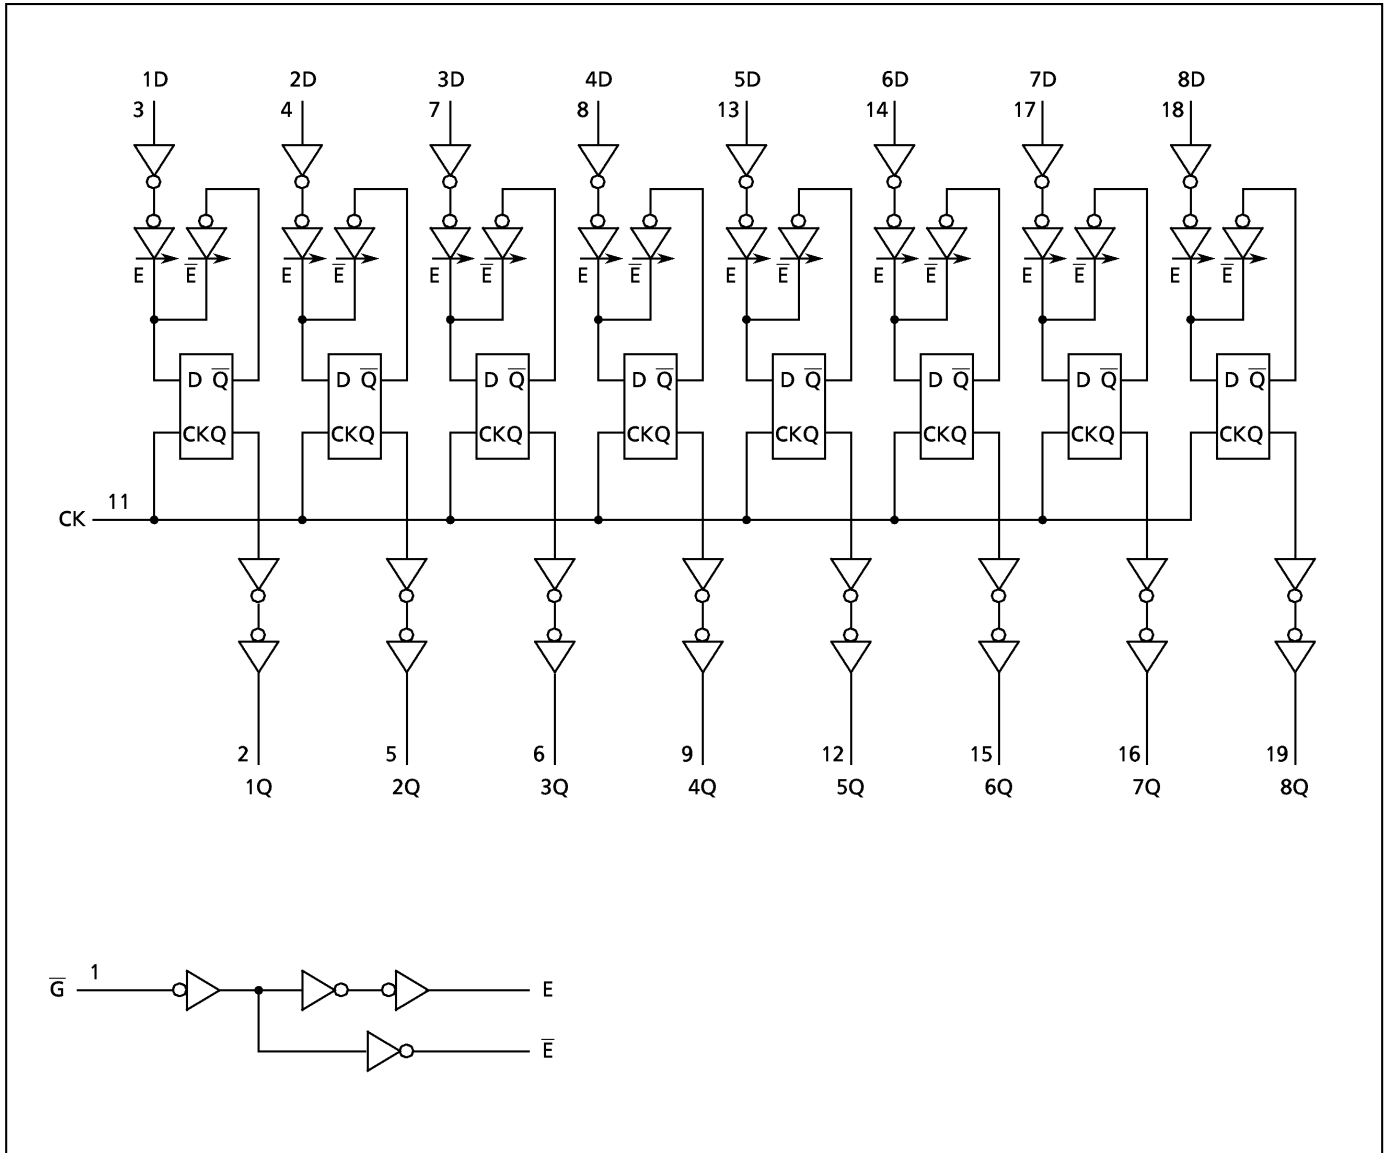 1D 2D 3D 4D 5D 6D 7D 8D
3 4 7 8 13 14 17 18
E E̅ E E̅ E E̅ E E̅ E E̅ E E̅ E E̅ E E̅
D Q̅ D Q̅ D Q̅ D Q̅ D Q̅ D Q̅ D Q̅ D Q̅
CKQ CKQ CKQ CKQ CKQ CKQ CKQ CKQ
CK 11
2 5 6 9 12 15 16 19
1Q 2Q 3Q 4Q 5Q 6Q 7Q 8Q
G̅ 1 E
E̅